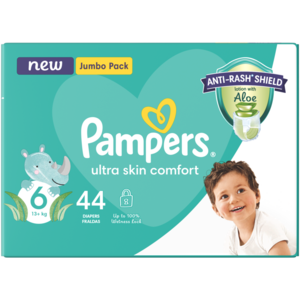 new
Jumbo Pack
ANTI-RASH SHIELD
lotion with
Aloe
Pampers
ultra skin comfort
6
13+ kg
44
DIAPERS
FRALDAS
Up to 100%
Wetness Lock